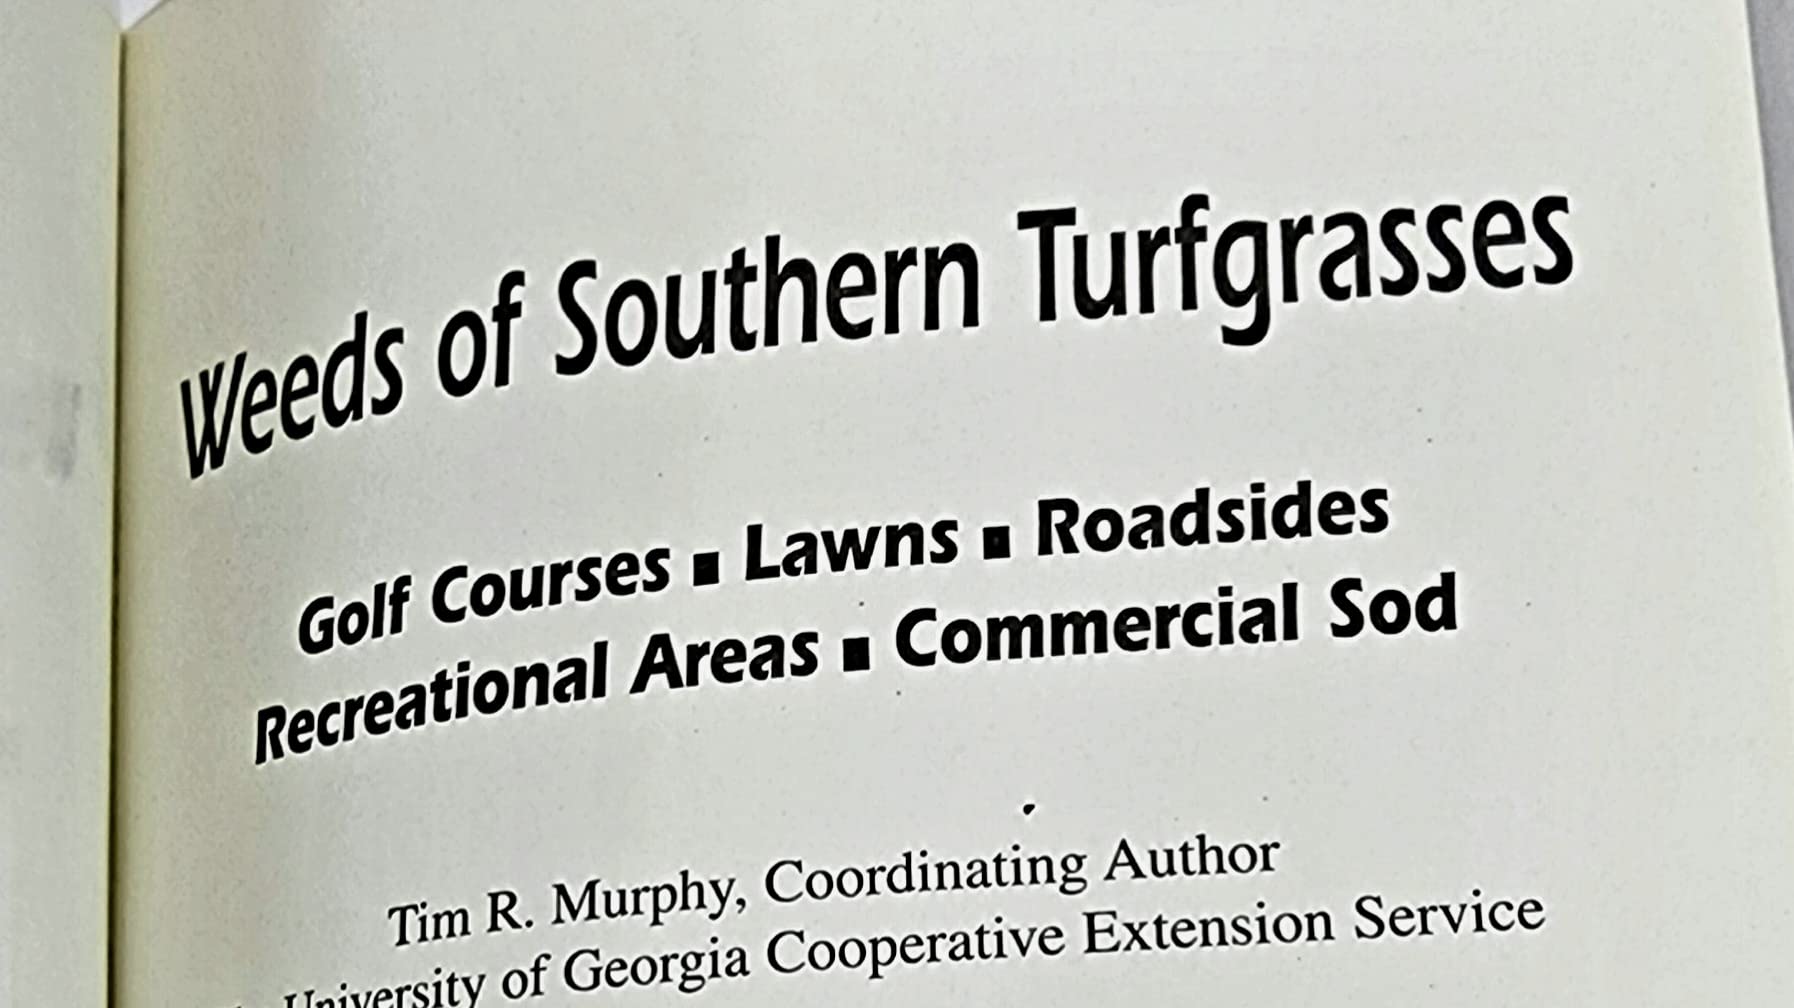 Weeds of Southern Turfgrasses
Golf Courses ■ Lawns ■ Roadsides
Recreational Areas ■ Commercial Sod
Tim R. Murphy, Coordinating Author
University of Georgia Cooperative Extension Service